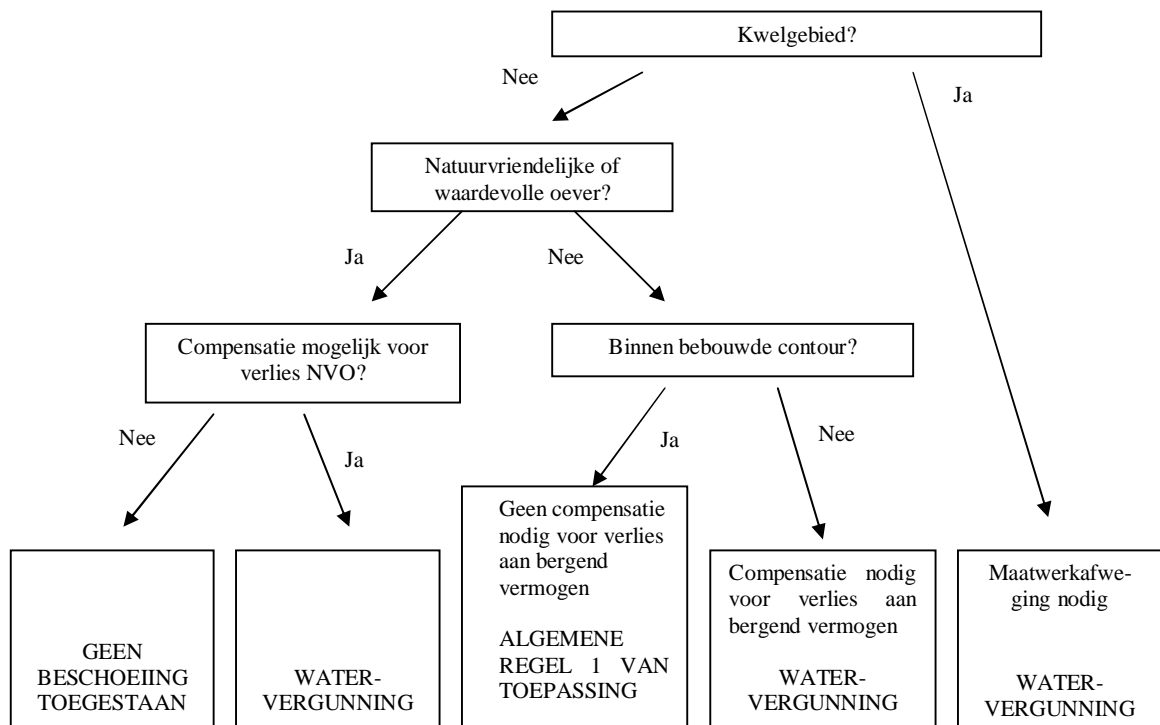 Kwelgebied?
Nee
Ja
Natuurvriendelijke of
waardevolle oever?
Ja
Nee
Compensatie mogelijk voor
verlies NVO?
Binnen bebouwde contour?
Nee
Ja
Ja
Nee
GEEN
BESCHOEIING
TOEGESTAAN
WATER-
VERGUNNING
Geen compensatie
nodig voor verlies
aan bergend
vermogen
ALGEMENE
REGEL 1 VAN
TOEPASSING
Compensatie nodig
voor verlies aan
bergend vermogen
WATER-
VERGUNNING
Maatwerkafwe-
ging nodig
WATER-
VERGUNNING